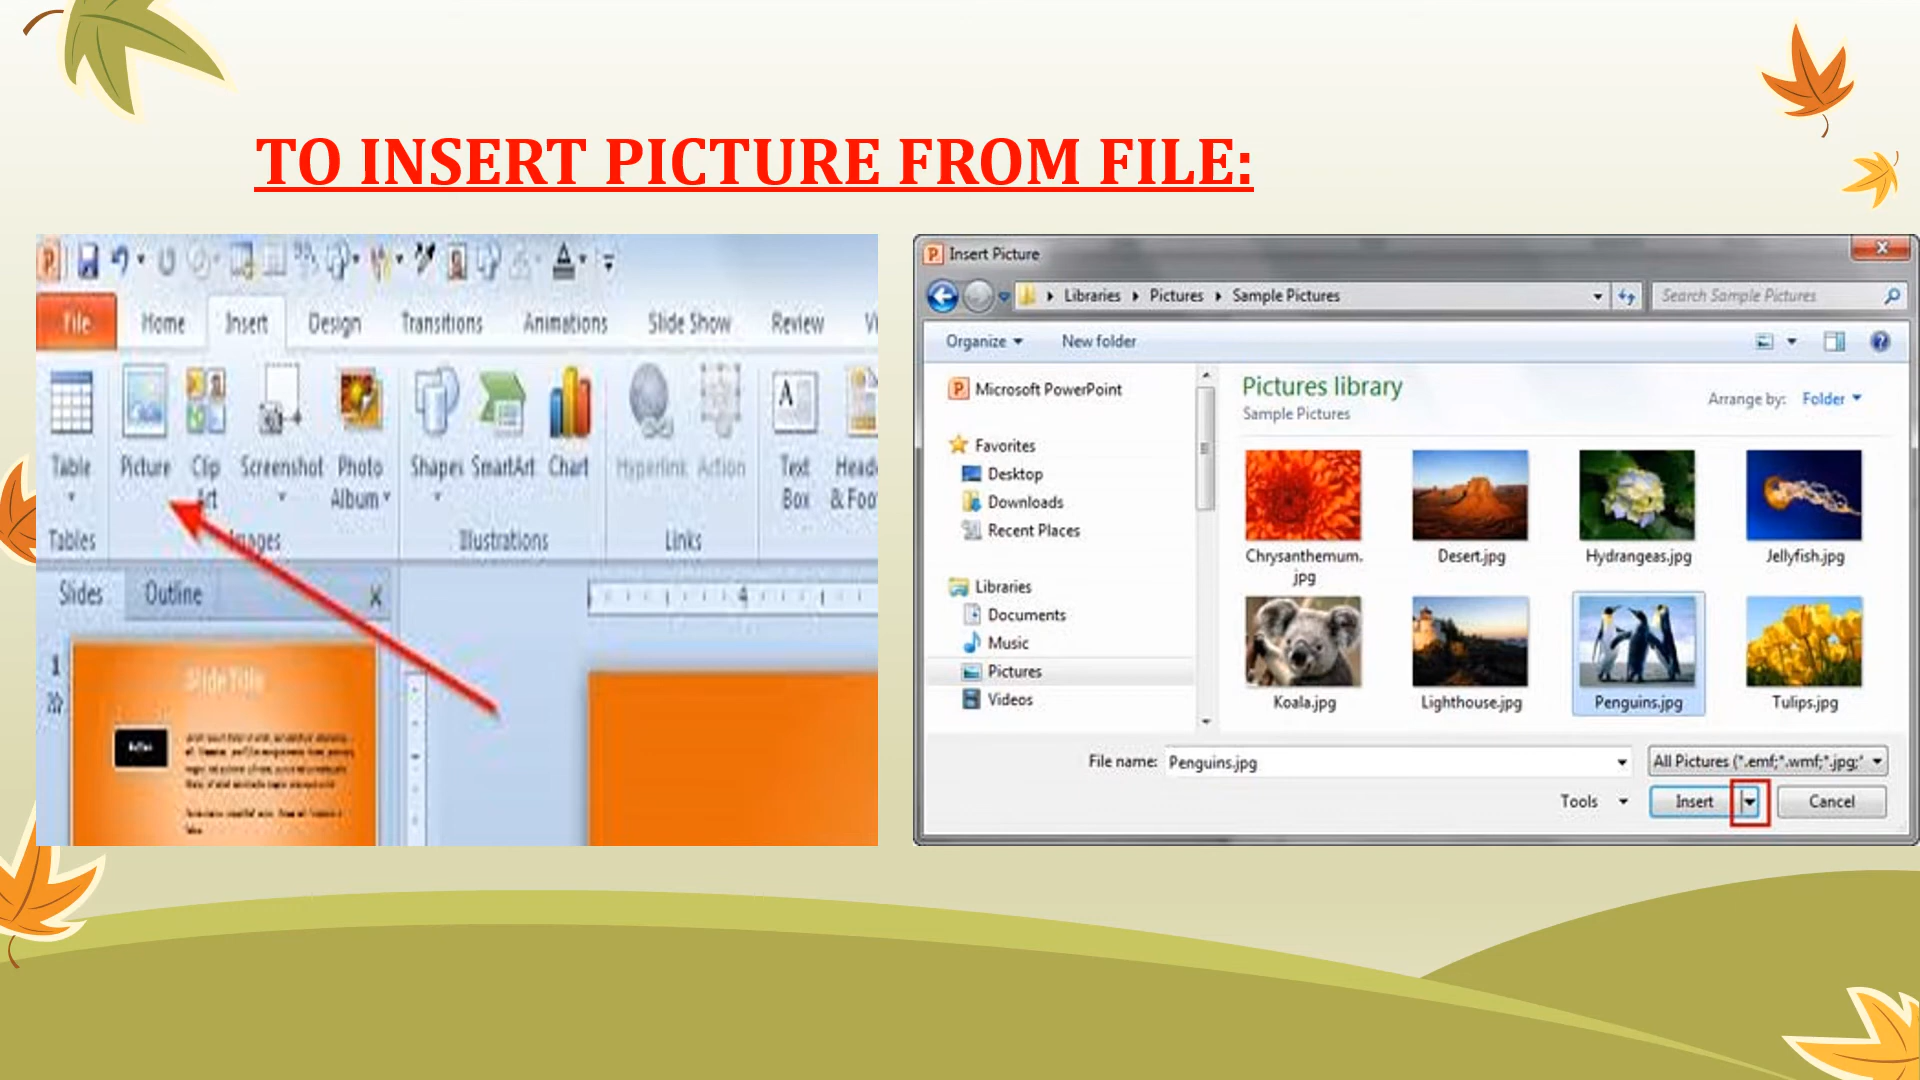 TO INSERT PICTURE FROM FILE:
File Home Insert Design Transitions Animations Slide Show Review
Table Picture Clip Art Screenshot Photo Album Shapes SmartArt Chart Hyperlink Action Text Box
Tables Images Illustrations Links
Slides Outline
1
Slide Title
Insert Picture
Libraries Pictures Sample Pictures Search Sample Pictures
Organize New folder
Microsoft PowerPoint
Favorites
Desktop
Downloads
Recent Places
Libraries
Documents
Music
Pictures
Videos
Pictures library
Sample Pictures
Arrange by: Folder
Chrysanthemum.
jpg
Desert.jpg Hydrangeas.jpg Jellyfish.jpg
Koala.jpg Lighthouse.jpg Penguins.jpg Tulips.jpg
File name: Penguins.jpg All Pictures (*.emf;*.wmf;*.jpg;*
Tools Insert Cancel